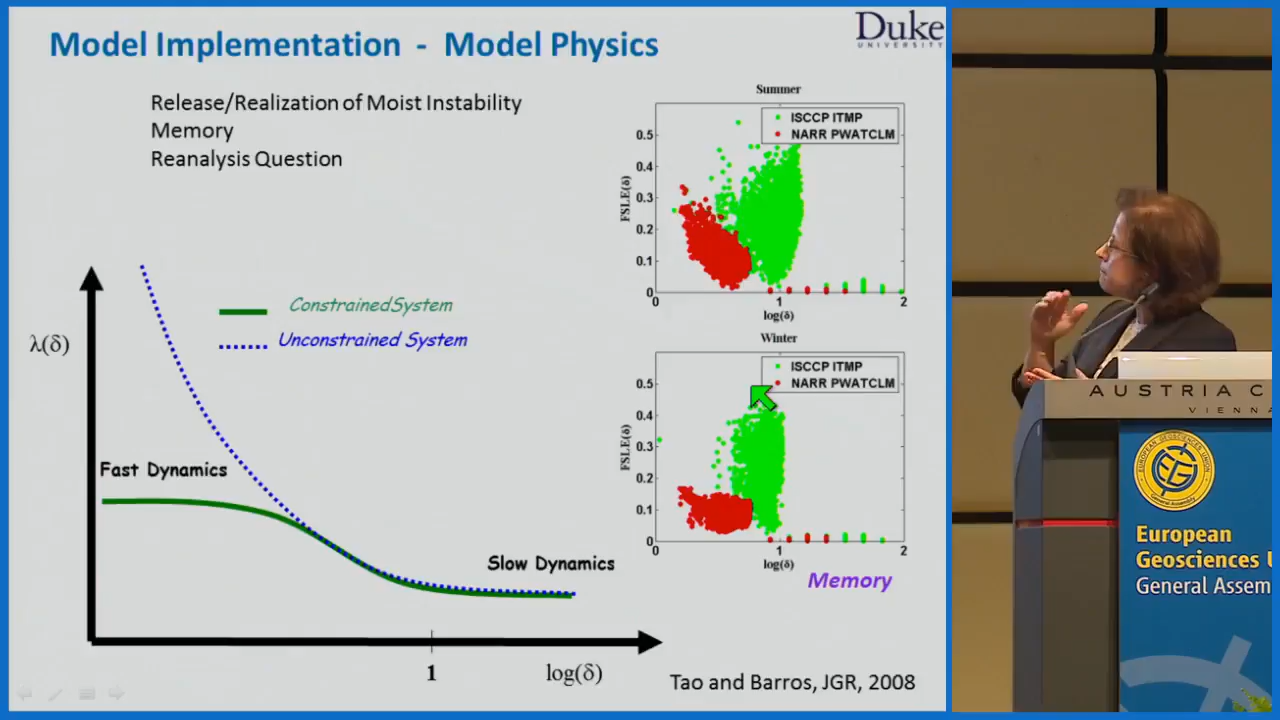 Model Implementation - Model Physics
Duke
UNIVERSITY
Release/Realization of Moist Instability
Memory
Reanalysis Question
λ(δ)
Constrained System
Unconstrained System
Fast Dynamics
Slow Dynamics
1
log(δ)
Summer
ISCCP ITMP
NARR PWATCLM
FSLE(δ)
0.5
0.4
0.3
0.2
0.1
0
0 1 2
log(δ)
Winter
ISCCP ITMP
NARR PWATCLM
FSLE(δ)
0.5
0.4
0.3
0.2
0.1
0
0 1 2
log(δ)
Memory
Tao and Barros, JGR, 2008
AUSTRIA C
VIENNA
European
Geosciences U
General Assem